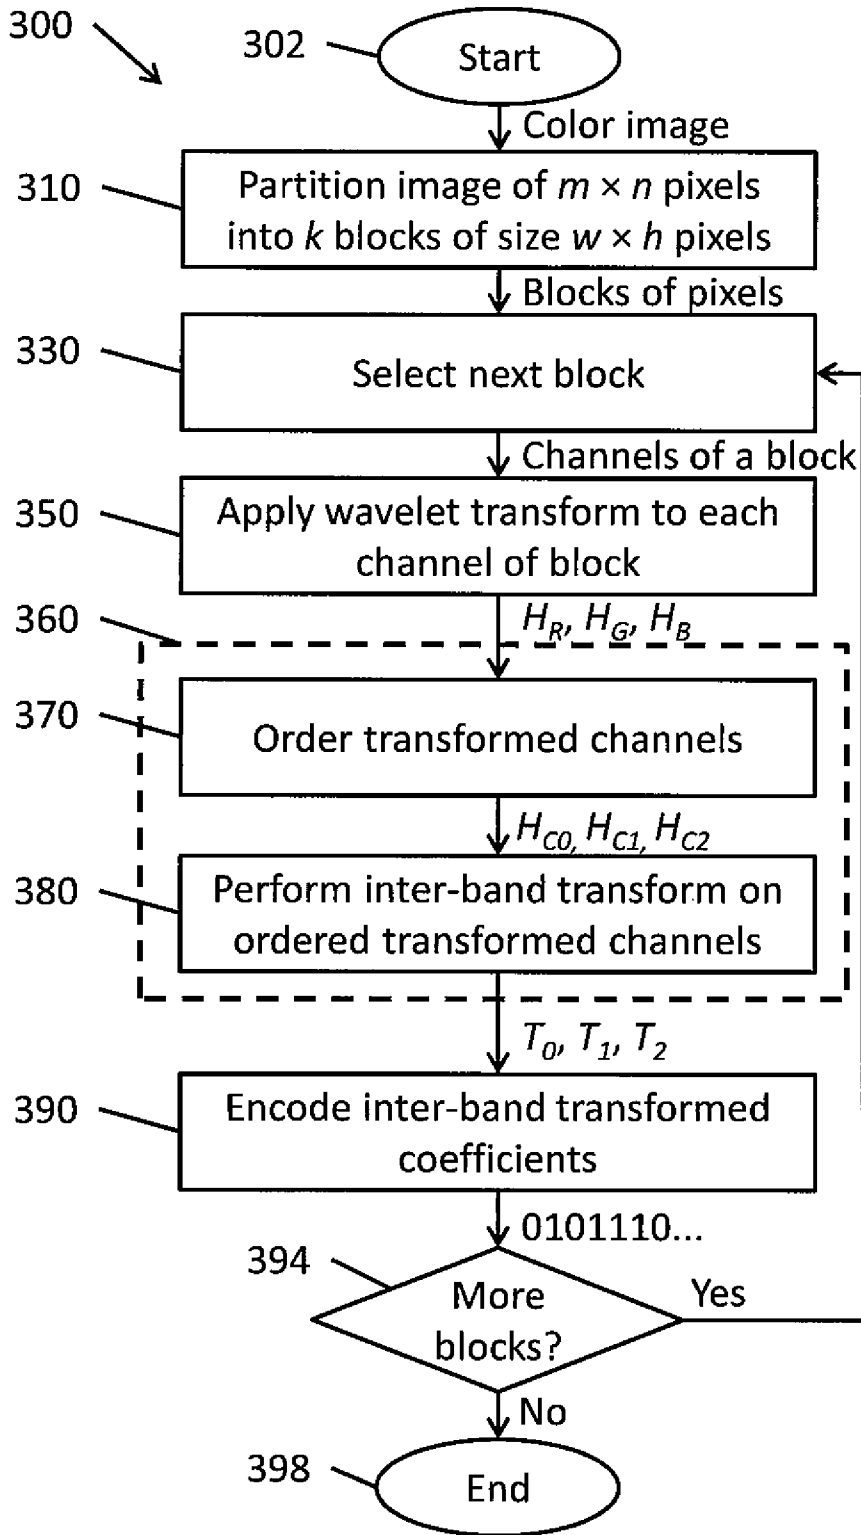 300
302
Start
Color image
310
Partition image of m × n pixels
into k blocks of size w × h pixels
Blocks of pixels
330
Select next block
Channels of a block
350
Apply wavelet transform to each
channel of block
360
H_R, H_G, H_B
370
Order transformed channels
H_C0, H_C1, H_C2
380
Perform inter-band transform on
ordered transformed channels
T_0, T_1, T_2
390
Encode inter-band transformed
coefficients
0101110...
394
More
blocks?
Yes
No
398
End